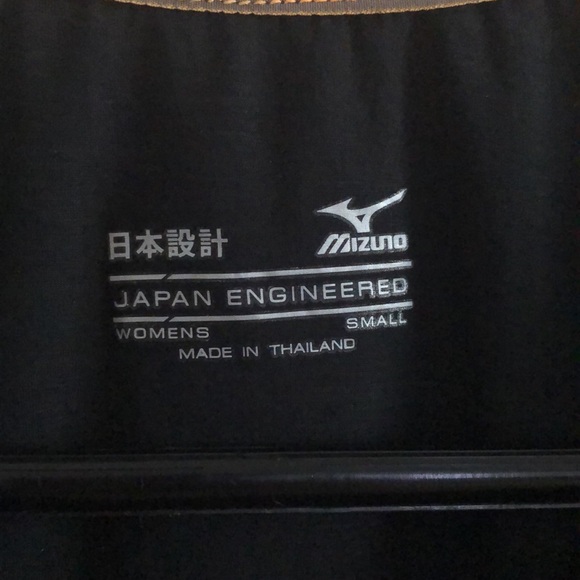 日本設計 MIZUNO
JAPAN ENGINEERED
WOMENS SMALL
MADE IN THAILAND